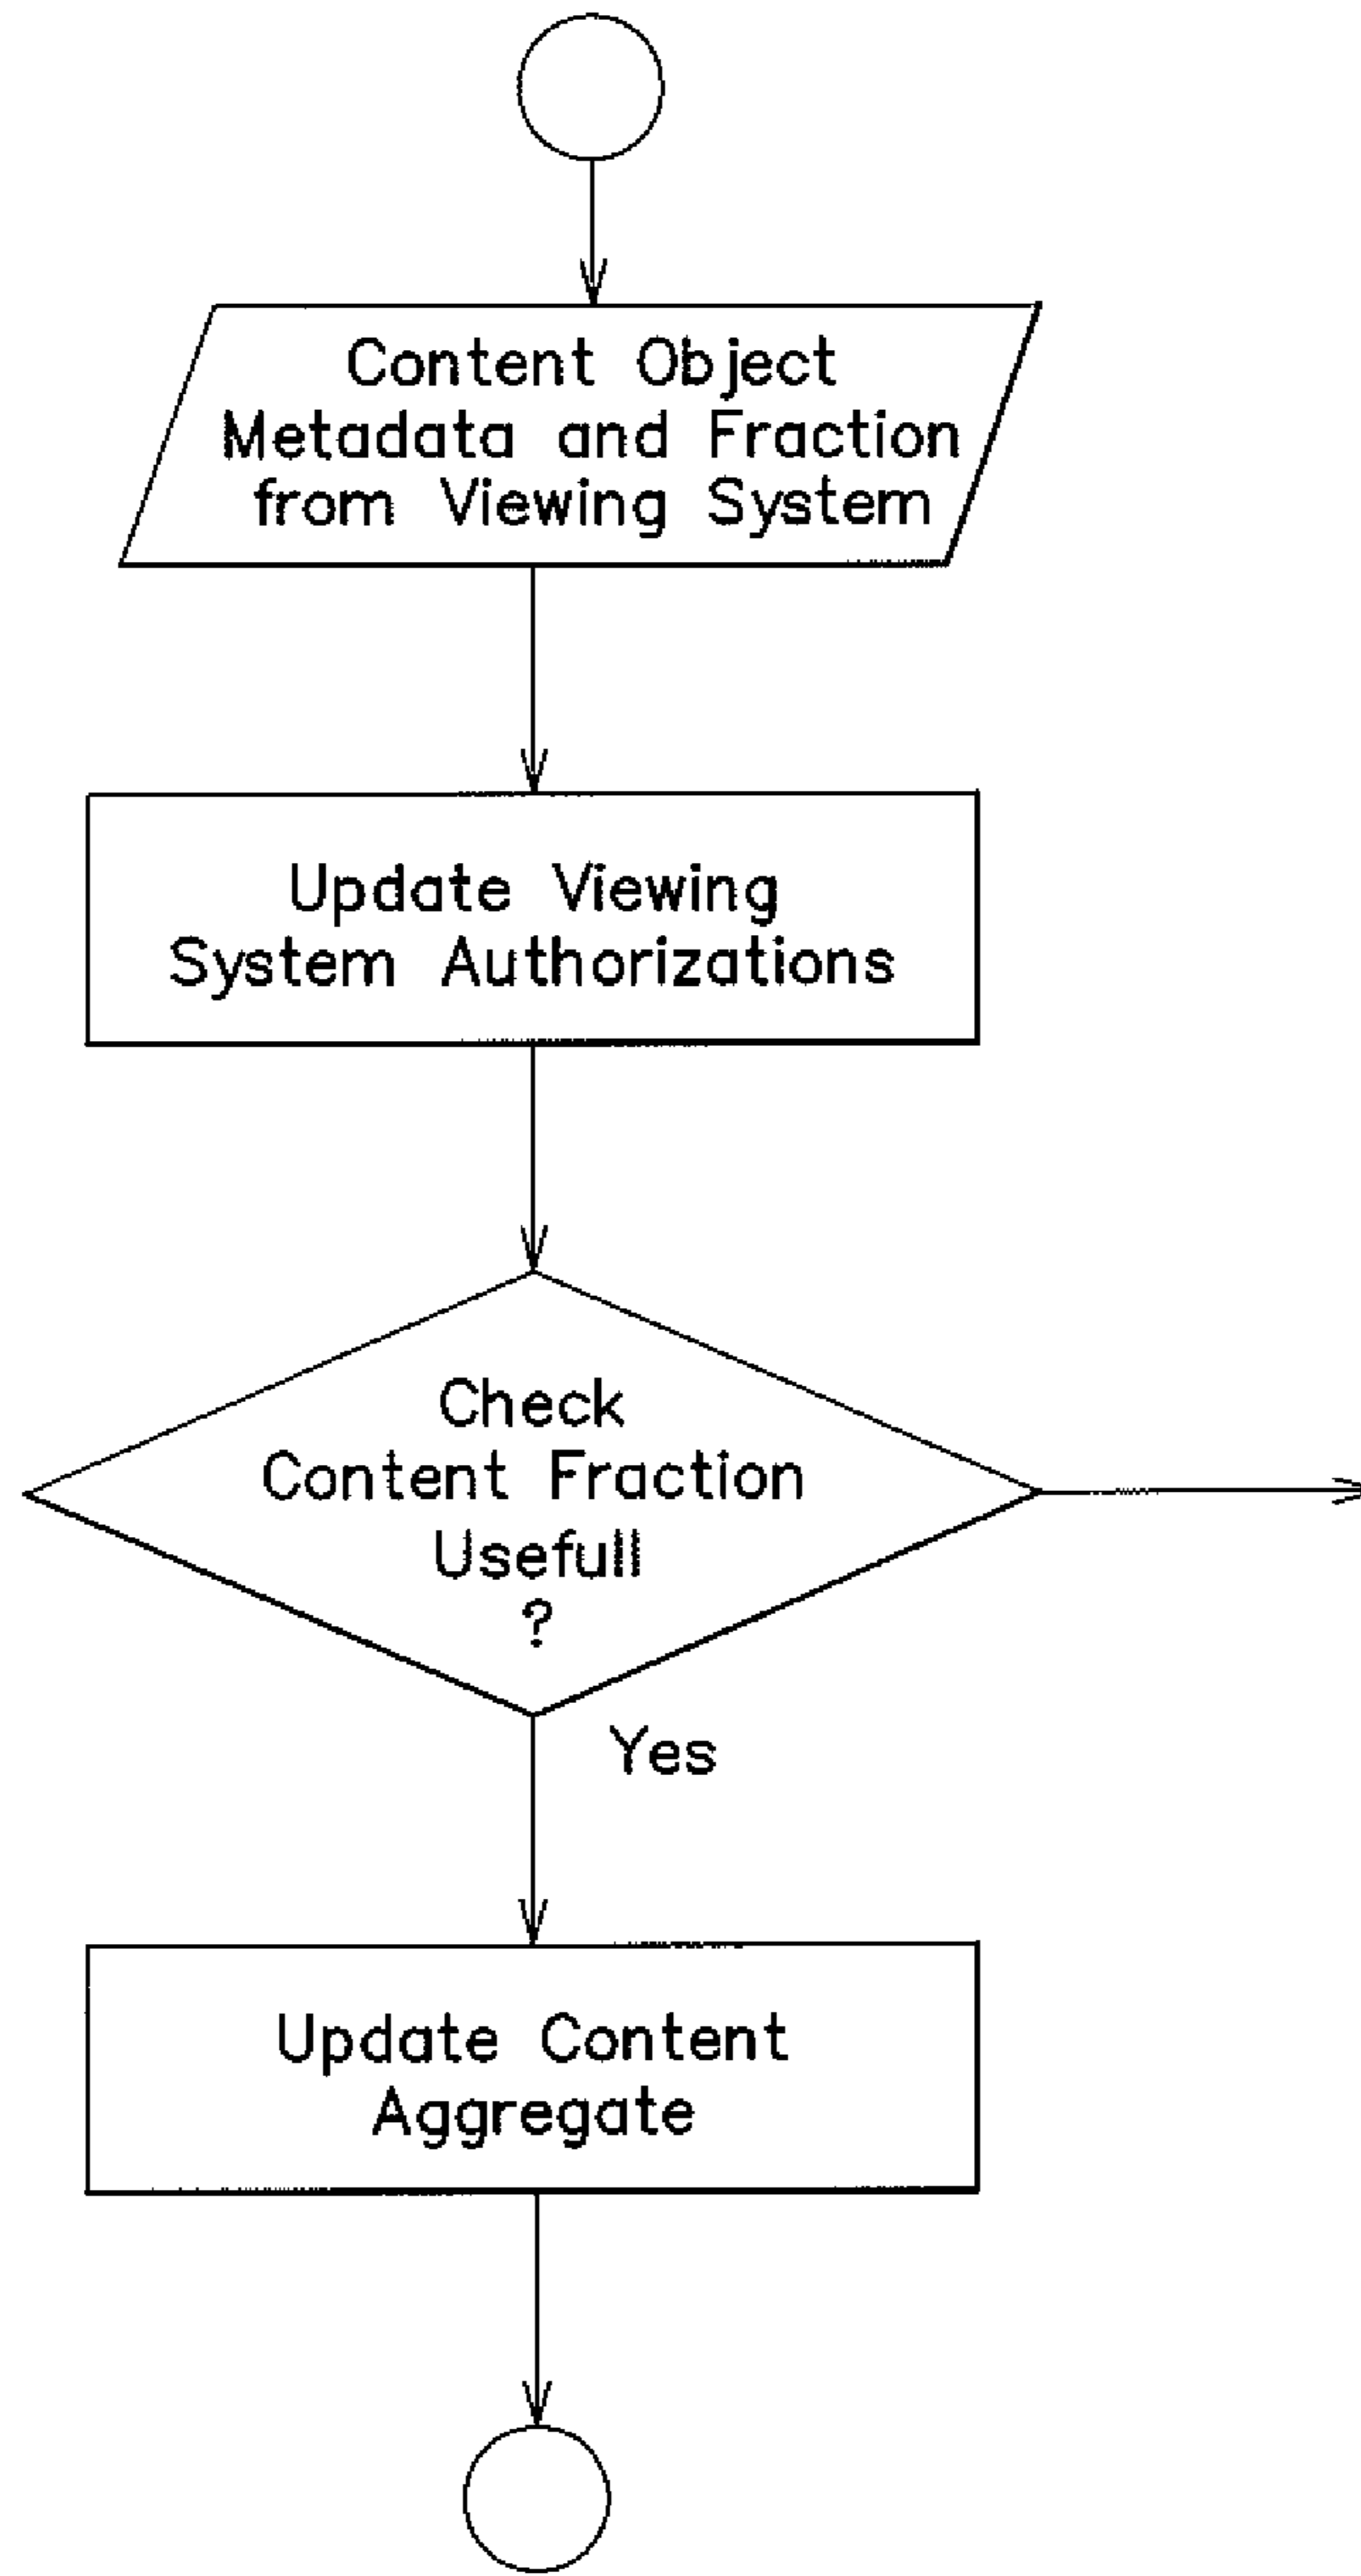 Content Object
Metadata and Fraction
from Viewing System
Update Viewing
System Authorizations
Check
Content Fraction
Usefull
?
Yes
Update Content
Aggregate